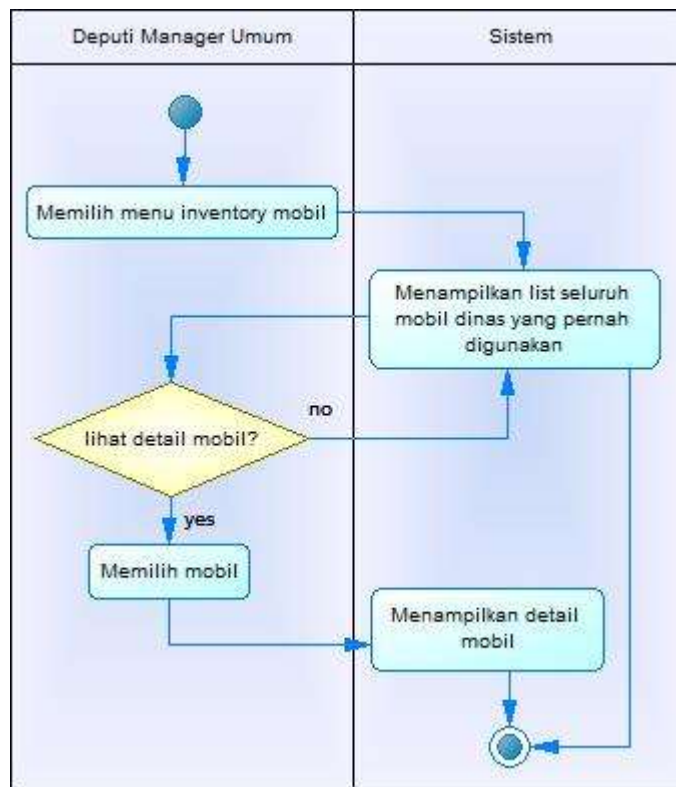 Deputi Manager Umum
Sistem
Memilih menu inventory mobil
Menampilkan list seluruh
mobil dinas yang pernah
digunakan
no
lihat detail mobil?
yes
Memilih mobil
Menampilkan detail
mobil